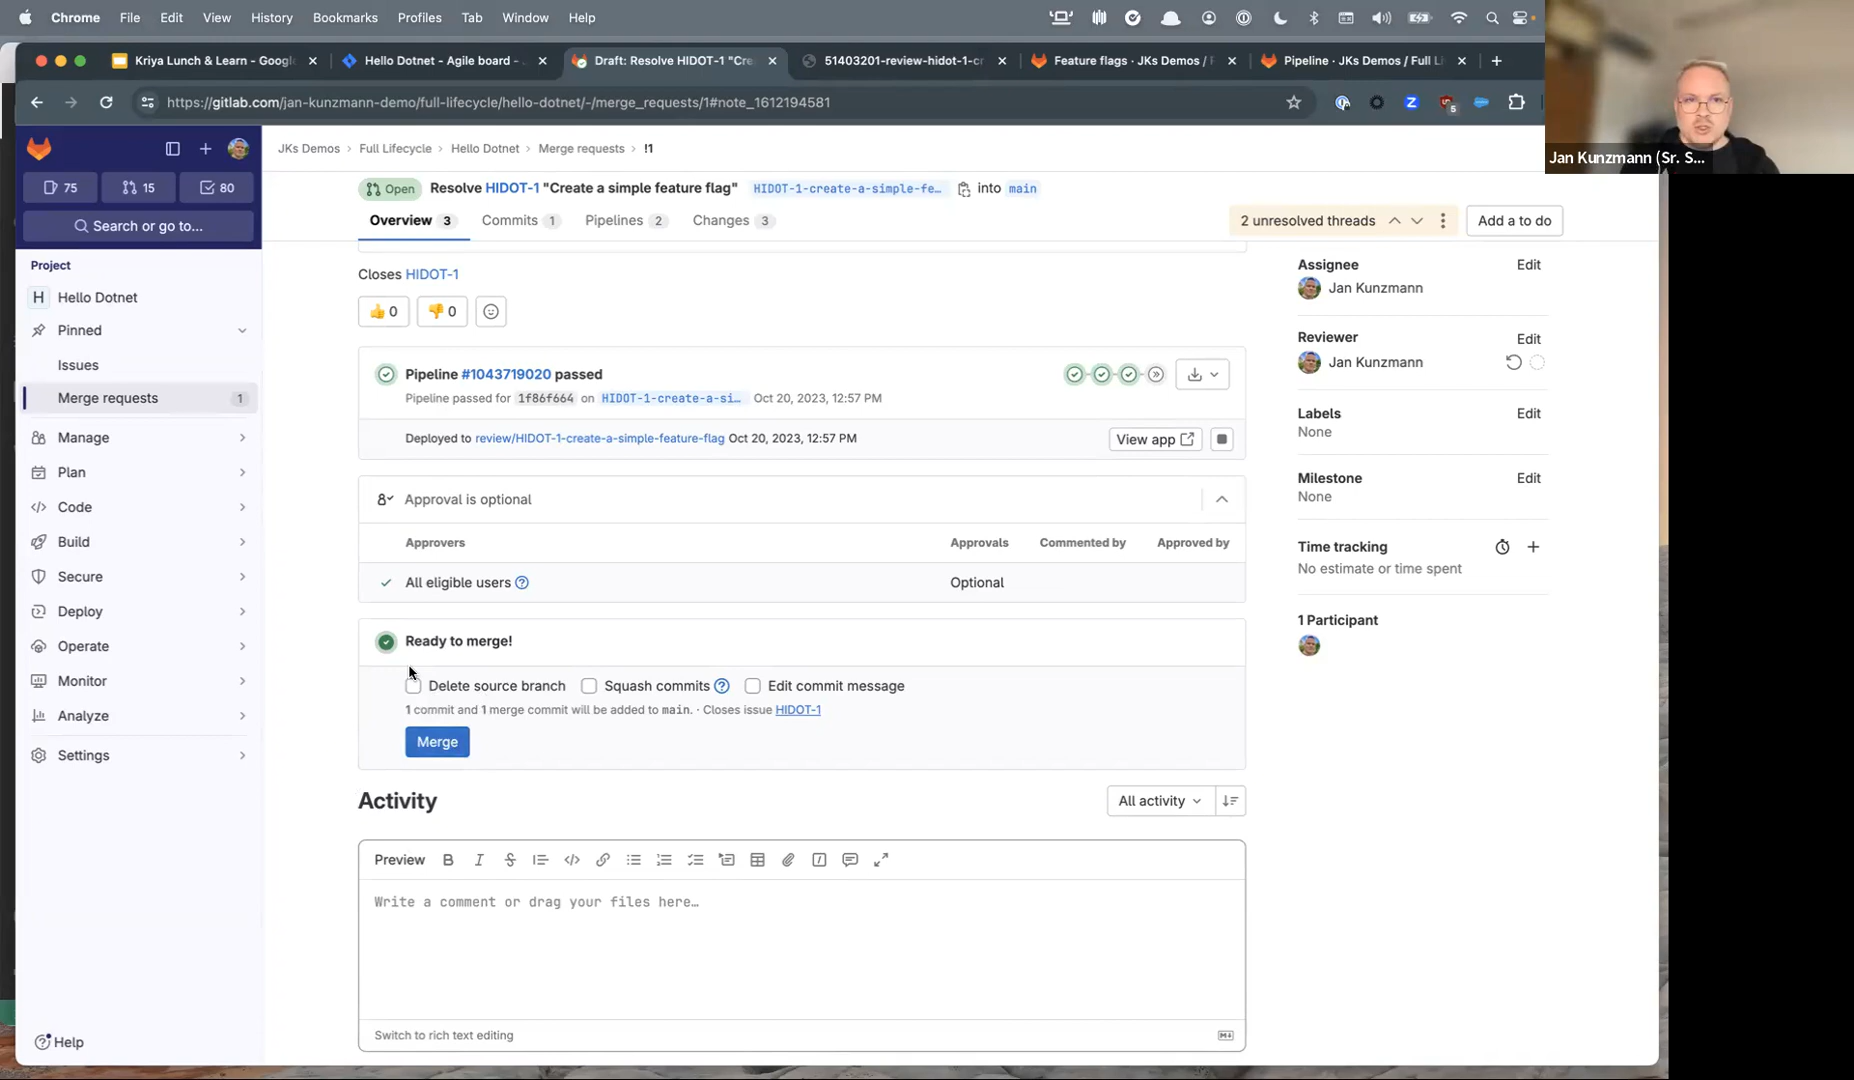 Chrome File Edit View History Bookmarks Profiles Tab Window Help
Kriya Lunch & Learn - Google
Hello Dotnet - Agile board -
Draft: Resolve HIDOT-1 "Cre
51403201-review-hidot-1-cr
Feature flags · JKs Demos / F
Pipeline · JKs Demos / Full Li
https://gitlab.com/jan-kunzmann-demo/full-lifecycle/hello-dotnet/-/merge_requests/1#note_1612194581
5
Jan Kunzmann (Sr. S...
75 15 80
Search or go to...
Project
H Hello Dotnet
Pinned
Issues
Merge requests 1
Manage
Plan
Code
Build
Secure
Deploy
Operate
Monitor
Analyze
Settings
Help
JKs Demos Full Lifecycle Hello Dotnet Merge requests !1
Open Resolve HIDOT-1 "Create a simple feature flag" HIDOT-1-create-a-simple-fe… into main
Overview 3 Commits 1 Pipelines 2 Changes 3
2 unresolved threads
Add a to do
Closes HIDOT-1
0 0
Pipeline #1043719020 passed
Pipeline passed for 1f86f664 on HIDOT-1-create-a-si… Oct 20, 2023, 12:57 PM
Deployed to review/HIDOT-1-create-a-simple-feature-flag Oct 20, 2023, 12:57 PM View app
Approval is optional
Approvers Approvals Commented by Approved by
All eligible users Optional
Ready to merge!
Delete source branch Squash commits Edit commit message
1 commit and 1 merge commit will be added to main. · Closes issue HIDOT-1
Merge
Activity
All activity
Preview
Write a comment or drag your files here…
Switch to rich text editing
Assignee Edit
Jan Kunzmann
Reviewer Edit
Jan Kunzmann
Labels Edit
None
Milestone Edit
None
Time tracking
No estimate or time spent
1 Participant